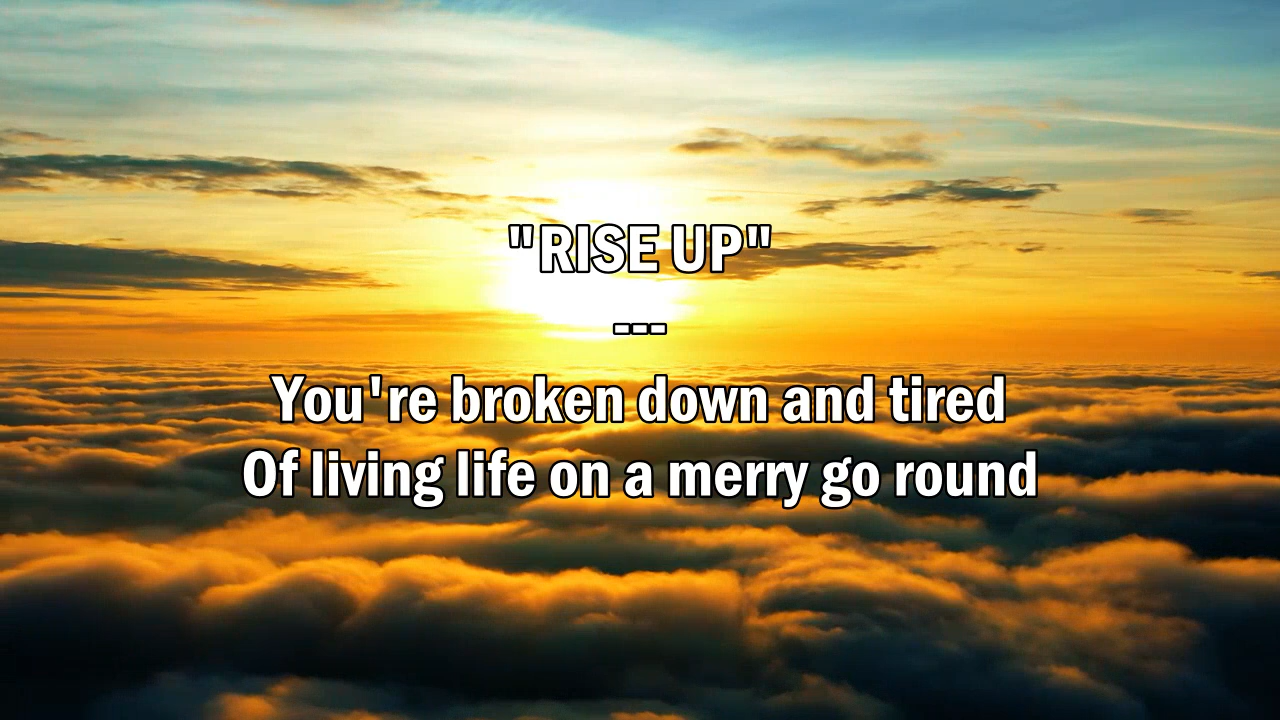 "RISE UP"
---
You're broken down and tired
Of living life on a merry go round